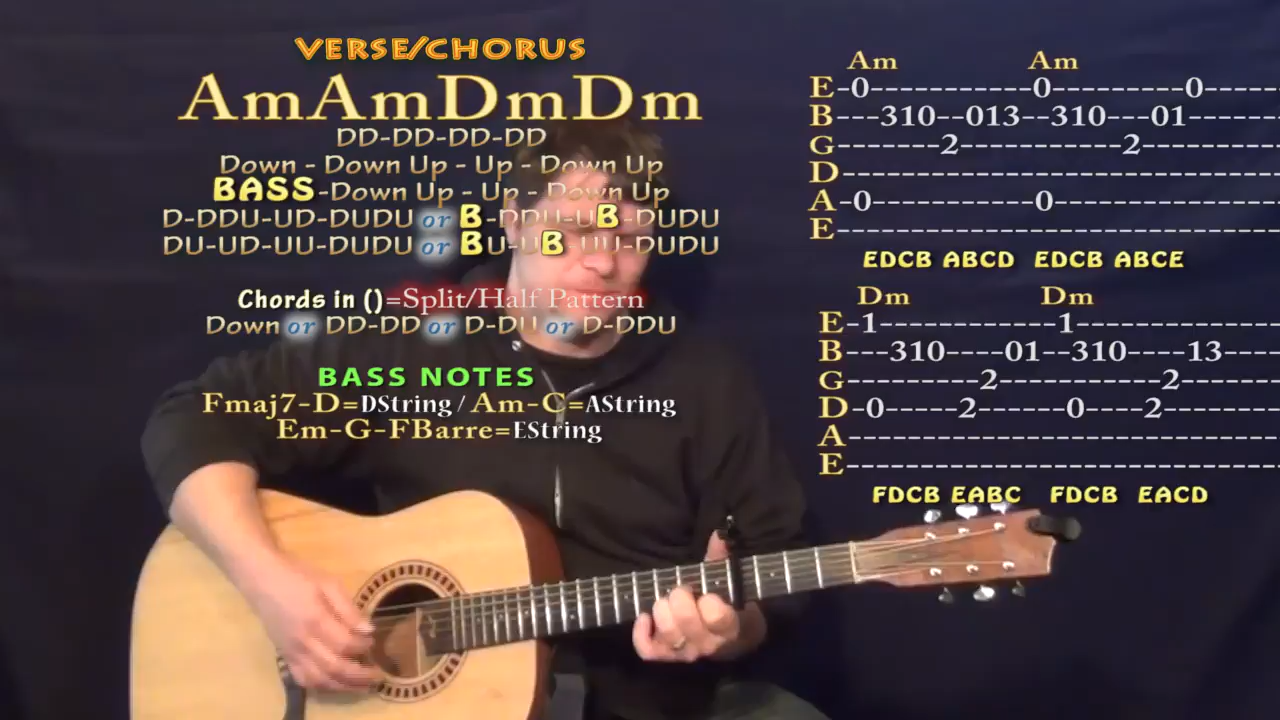 VERSE/CHORUS
AmAmDmDm
DD-DD-DD-DD
Down - Down Up - Up - Down Up
BASS-Down Up - Up - Down Up
D-DDU-UD-DUDU or B-DDU-UB-DUDU
DU-UD-UU-DUDU or BU-UB-UU-DUDU
Chords in ()=Split/Half Pattern
Down or DD-DD or D-DU or D-DDU
BASS NOTES
Fmaj7-D=DString / Am-C=AString
Em-G-FBarre=EString
Am Am
E-0-----------------0---------------0--------
B---310--013--310---01---------
G--------2------------------2---------------
D----------------------------------------------
A-0-----------------0------------------------
E----------------------------------------------
EDCB ABCD EDCB ABCE
Dm Dm
E-1------------------1-----------------------
B---310----01--310----13------
G-------------2-----------------2-----------
D-0------2---------0------2------------
A----------------------------------------------
E----------------------------------------------
FDCB EABC FDCB EACD